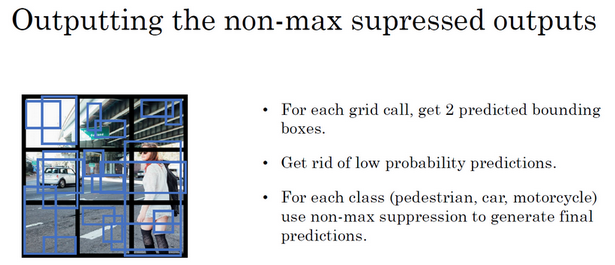 Outputting the non-max supressed outputs
• For each grid call, get 2 predicted bounding
boxes.
• Get rid of low probability predictions.
• For each class (pedestrian, car, motorcycle)
use non-max suppression to generate final
predictions.